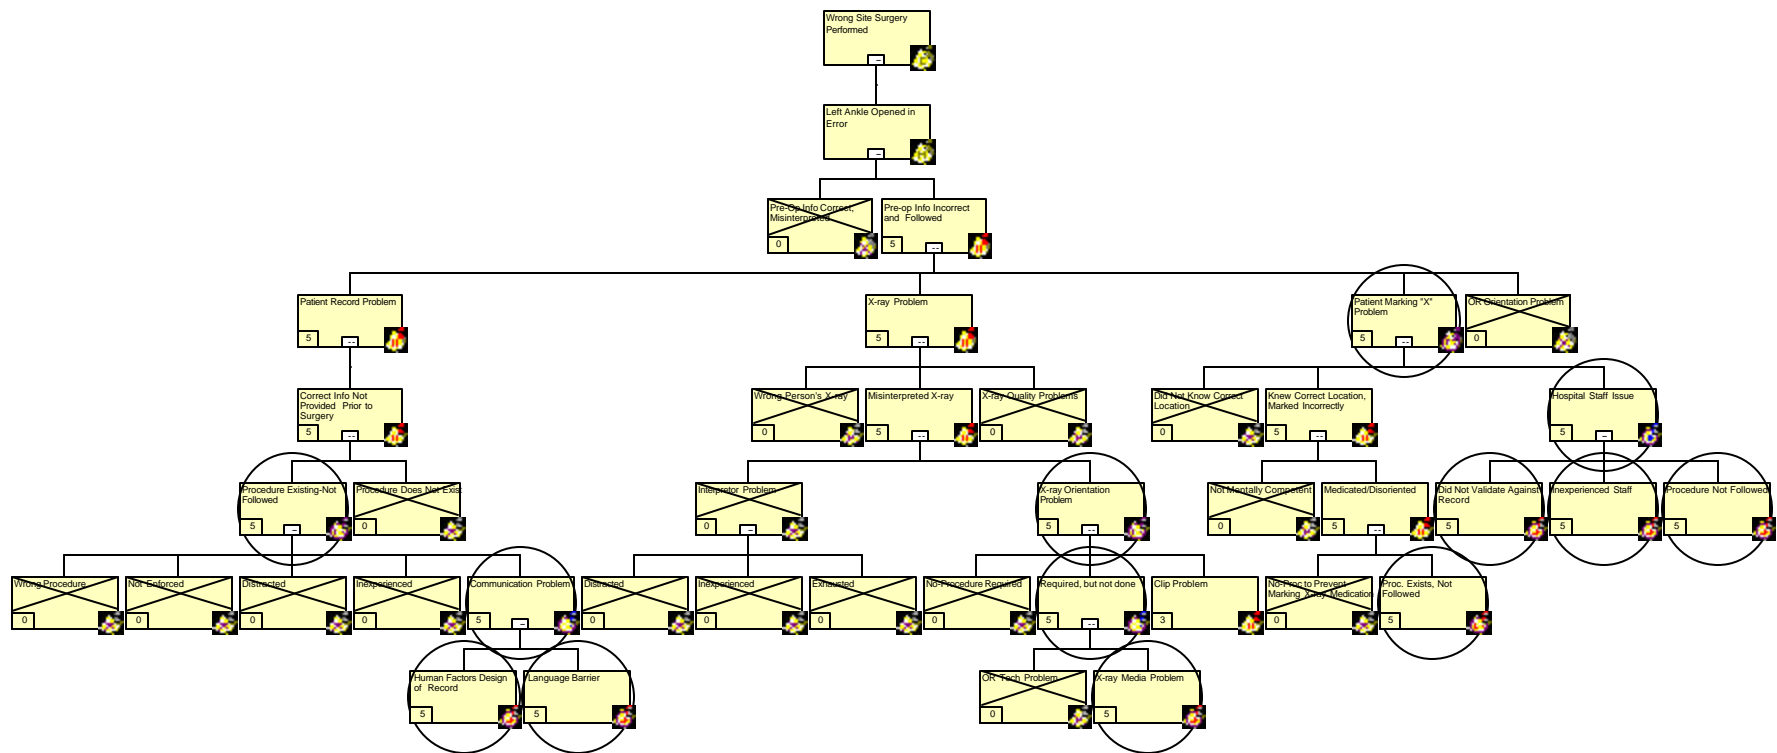 Wrong Site Surgery
Performed
Left Ankle Opened in
Error
Pre-Op Info Correct,
Misinterpreted
0
Pre-op Info Incorrect
and Followed
5
Patient Record Problem
5
X-ray Problem
5
Patient Marking "X"
Problem
5
OR Orientation Problem
0
Correct Info Not
Provided Prior to
Surgery
5
Wrong Person's X-ray
0
Misinterpreted X-ray
5
X-ray Quality Problems
0
Did Not Know Correct
Location
0
Knew Correct Location,
Marked Incorrectly
5
Hospital Staff Issue
5
Procedure Existing-Not
Followed
5
Procedure Does Not Exist
0
Interpretor Problem
0
X-ray Orientation
Problem
5
Not Mentally Competent
0
Medicated/Disoriented
5
Did Not Validate Against
Record
5
Inexperienced Staff
5
Procedure Not Followed
5
Wrong Procedure
0
Not Enforced
0
Distracted
0
Inexperienced
0
Communication Problem
5
Distracted
0
Inexperienced
0
Exhausted
0
No-Procedure Required
0
Required, but not done
5
Clip Problem
3
No-Proc to Prevent
Marking X-ray Medication
0
Proc. Exists, Not
Followed
5
Human Factors Design
of Record
5
Language Barrier
5
OR Tech Problem
0
X-ray Media Problem
5